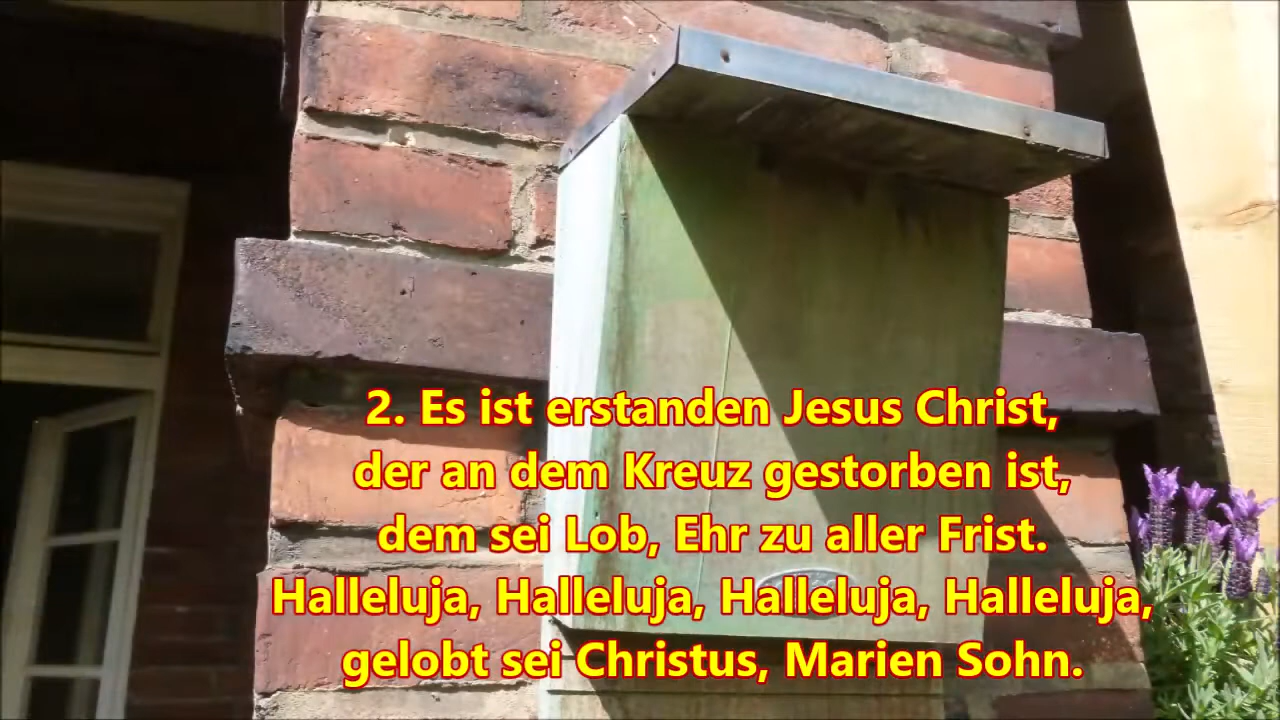 2. Es ist erstanden Jesus Christ,
der an dem Kreuz gestorben ist,
dem sei Lob, Ehr zu aller Frist.
Halleluja, Halleluja, Halleluja, Halleluja,
gelobt sei Christus, Marien Sohn.